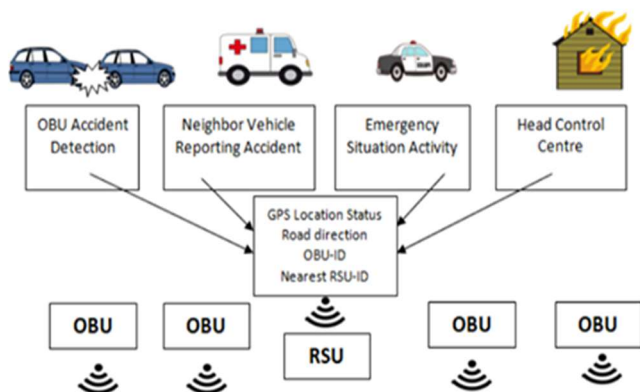 OBU Accident
Detection
Neighbor Vehicle
Reporting Accident
Emergency
Situation Activity
Head Control
Centre
GPS Location Status
Road direction
OBU-ID
Nearest RSU-ID
OBU
OBU
RSU
OBU
OBU